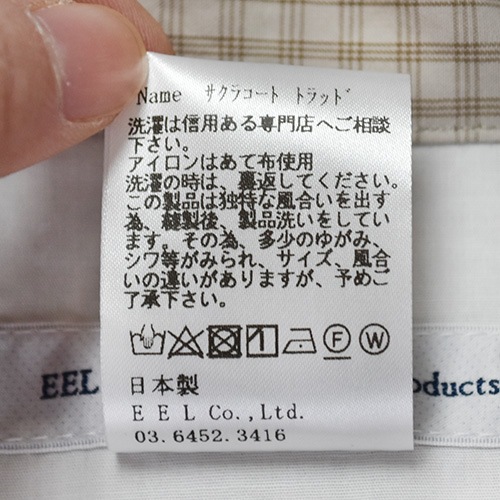 Name サクラコート トラッド
洗濯は信用ある専門店へご相談
下さい。
アイロンはあて布使用
洗濯の時は、裏返してください。
この製品は独特な風合いを出す
為、縫製後、製品洗いをしてい
ます。その為、多少のゆがみ、
シワ等がみられ、サイズ、風合
いの違いがありますが、予めご
了承下さい。
F W
日本製
EEL Co.,Ltd.
03.6452.3416
EEL oducts